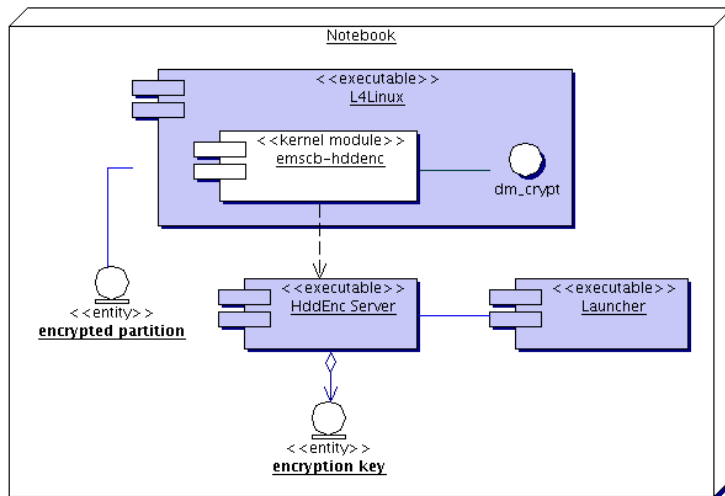 Notebook
<<executable>>
L4Linux
<<kernel module>>
emscb-hddenc
dm_crypt
<<entity>>
encrypted partition
<<executable>>
HddEnc Server
<<executable>>
Launcher
<<entity>>
encryption key